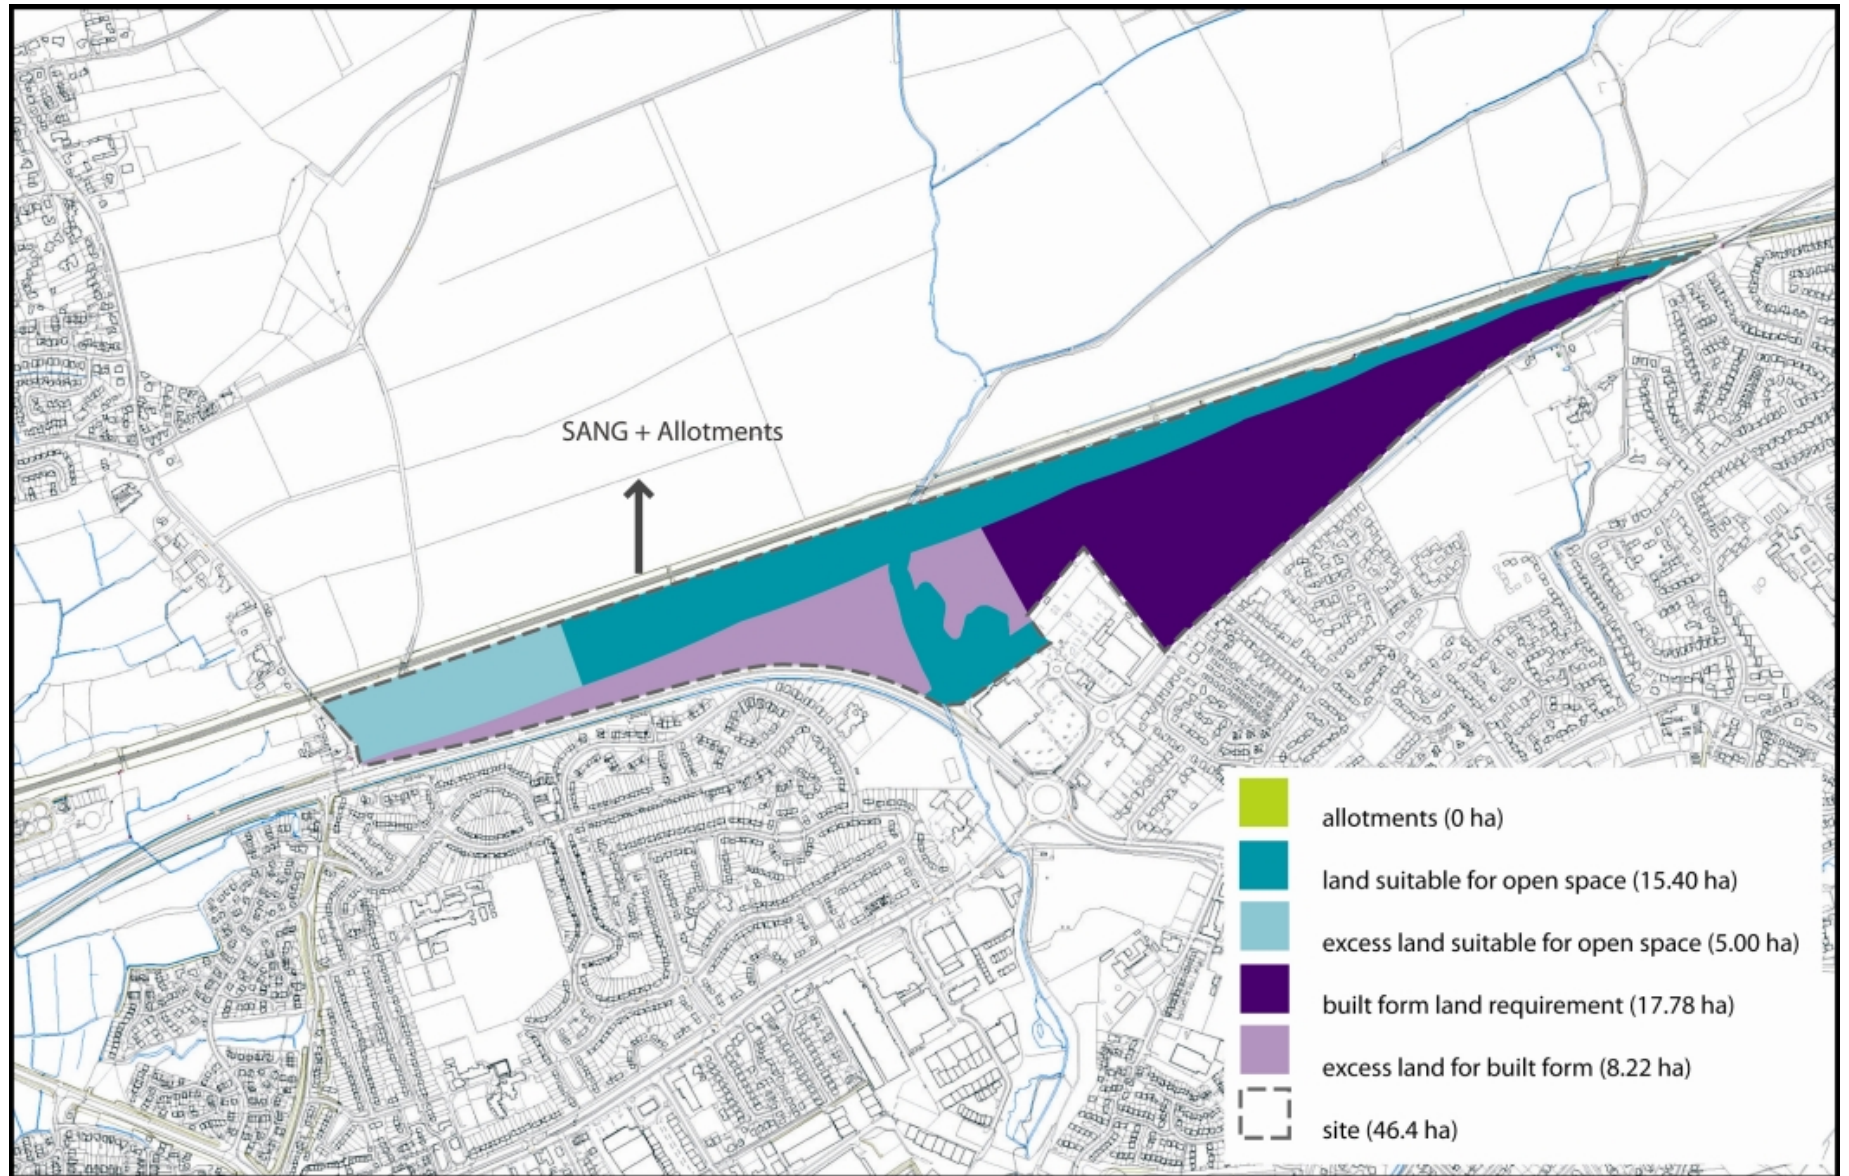 SANG + Allotments
allotments (0 ha)
land suitable for open space (15.40 ha)
excess land suitable for open space (5.00 ha)
built form land requirement (17.78 ha)
excess land for built form (8.22 ha)
site (46.4 ha)